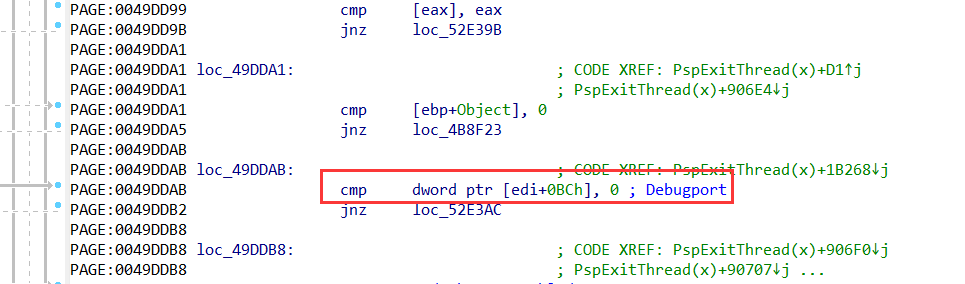 PAGE:0049DD99 cmp [eax], eax
PAGE:0049DD9B jnz loc_52E39B
PAGE:0049DDA1
PAGE:0049DDA1 loc_49DDA1: ; CODE XREF: PspExitThread(x)+D1↑j
PAGE:0049DDA1 ; PspExitThread(x)+906E4↓j
PAGE:0049DDA1 cmp [ebp+Object], 0
PAGE:0049DDA5 jnz loc_4B8F23
PAGE:0049DDAB
PAGE:0049DDAB loc_49DDAB: ; CODE XREF: PspExitThread(x)+1B268↓j
PAGE:0049DDAB cmp dword ptr [edi+0BCh], 0 ; Debugport
PAGE:0049DDB2 jnz loc_52E3AC
PAGE:0049DDB8
PAGE:0049DDB8 loc_49DDB8: ; CODE XREF: PspExitThread(x)+906F0↓j
PAGE:0049DDB8 ; PspExitThread(x)+90707↓j ...